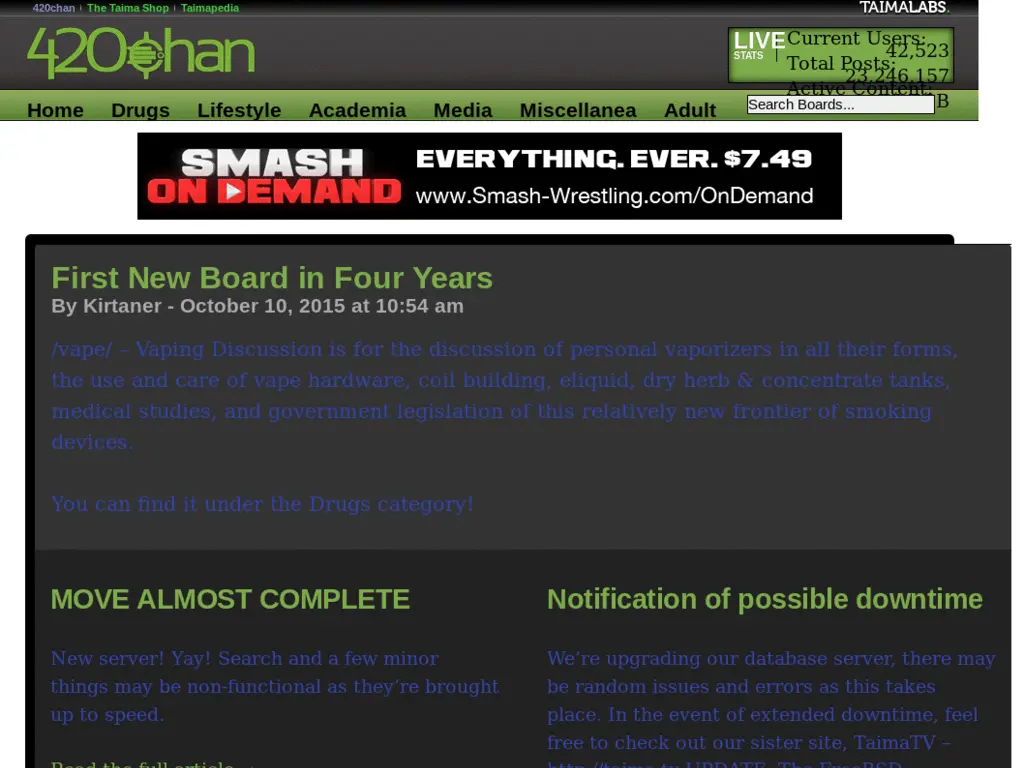 420chan
The Taima Shop
Taimapedia
TAIMALABS.
420chan
LIVE
STATS
Current Users:
42,523
Total Posts:
23,246,157
Active Content:
B
Home
Drugs
Lifestyle
Academia
Media
Miscellanea
Adult
Search Boards...
SMASH
ON DEMAND
EVERYTHING. EVER. $7.49
www.Smash-Wrestling.com/OnDemand
First New Board in Four Years
By Kirtaner - October 10, 2015 at 10:54 am
/vape/ – Vaping Discussion is for the discussion of personal vaporizers in all their forms,
the use and care of vape hardware, coil building, eliquid, dry herb & concentrate tanks,
medical studies, and government legislation of this relatively new frontier of smoking
devices.
You can find it under the Drugs category!
MOVE ALMOST COMPLETE
New server! Yay! Search and a few minor
things may be non-functional as they’re brought
up to speed.
Read the full article
Notification of possible downtime
We’re upgrading our database server, there may
be random issues and errors as this takes
place. In the event of extended downtime, feel
free to check out our sister site, TaimaTV –
http://taima.tv UPDATE: The FreeBSD